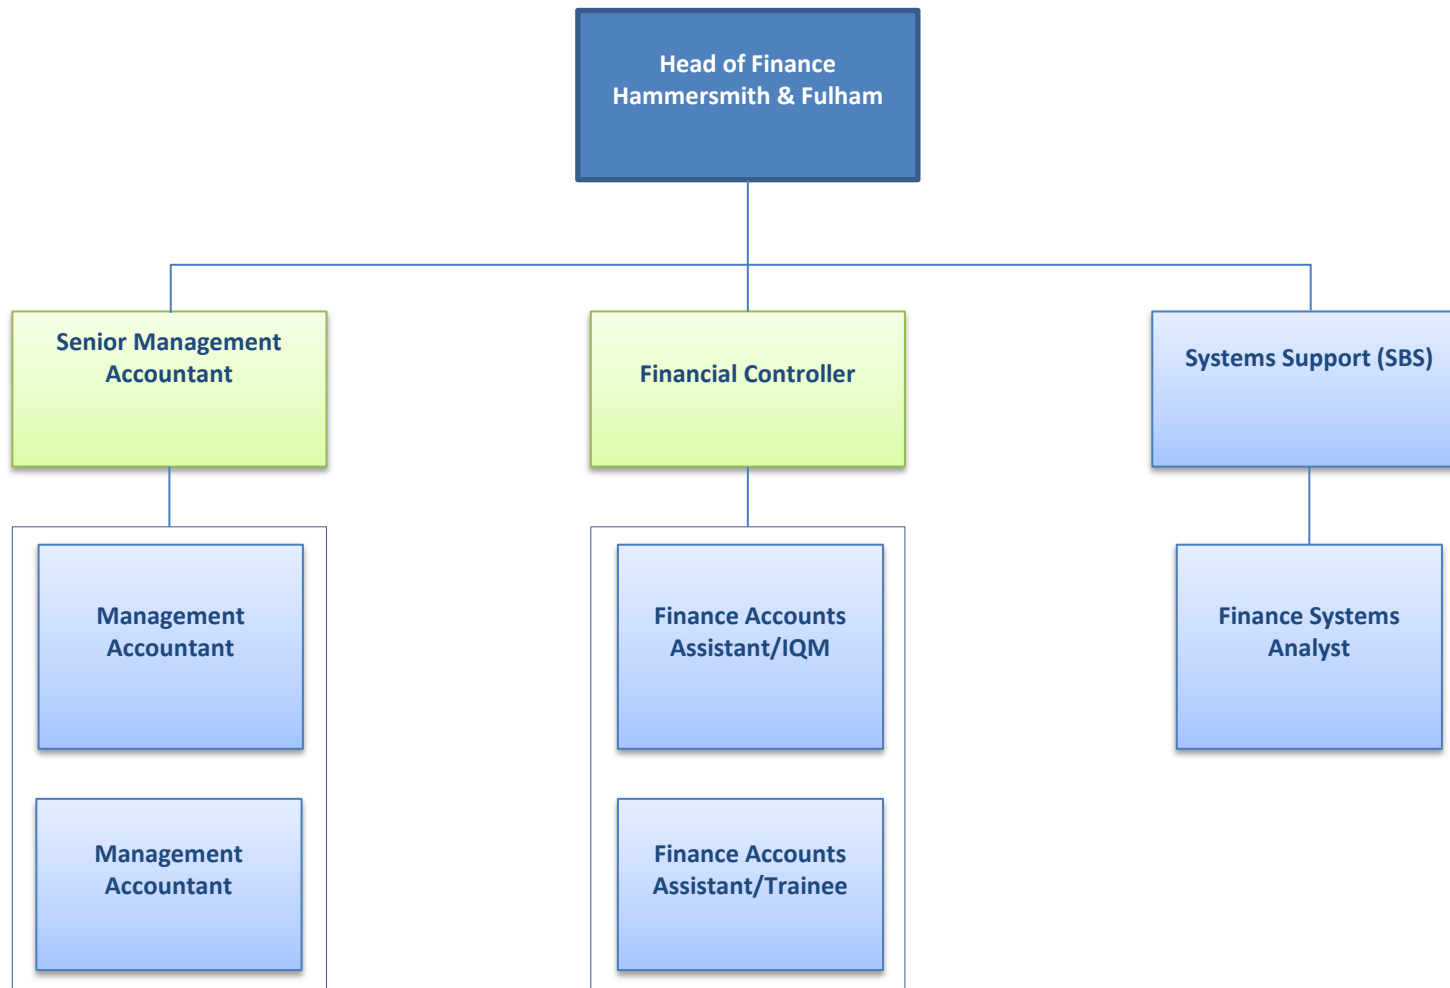 Head of Finance
Hammersmith & Fulham
Senior Management
Accountant
Financial Controller
Systems Support (SBS)
Management
Accountant
Finance Accounts
Assistant/IQM
Finance Systems
Analyst
Management
Accountant
Finance Accounts
Assistant/Trainee